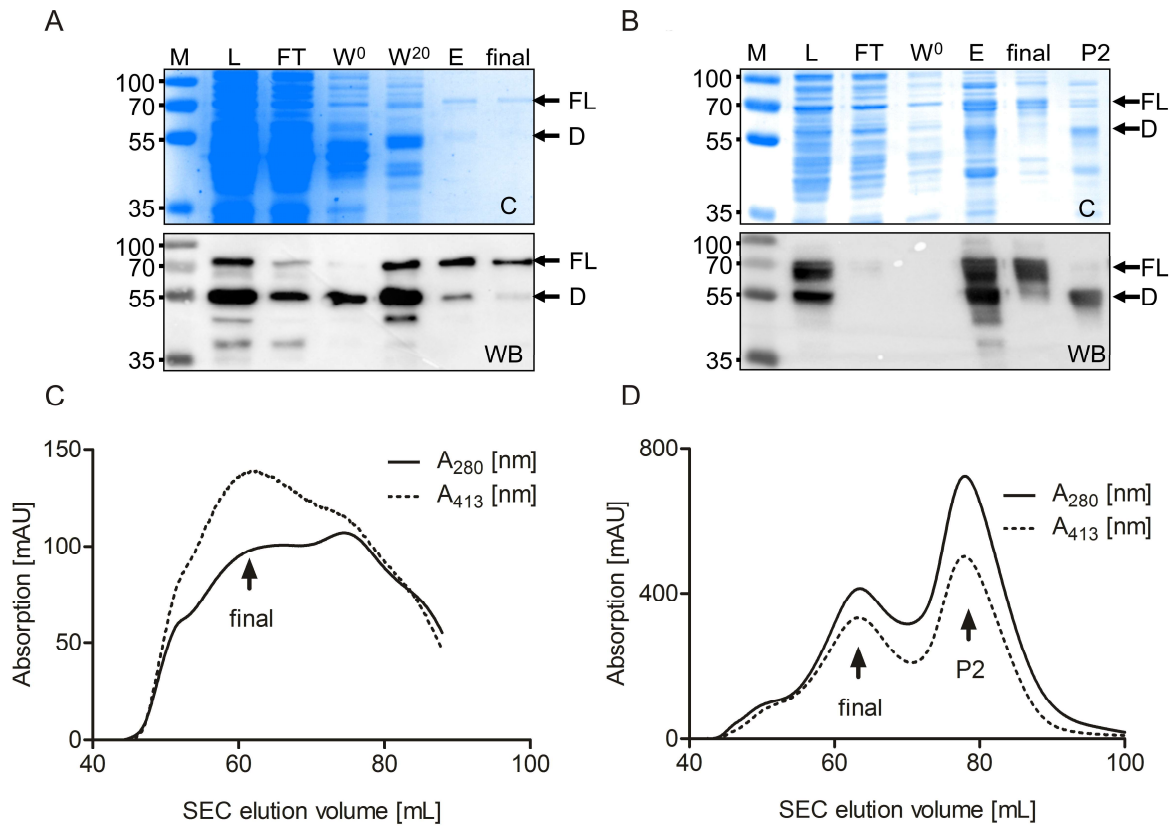 A
M L FT W⁰ W²⁰ E final
100
70
55
35
FL
D
C
100
70
55
35
FL
D
WB
B
M L FT W⁰ E final P2
100
70
55
35
FL
D
C
100
70
55
35
FL
D
WB
C
150
100
50
0
Absorption [mAU]
A₂₈₀ [nm]
A₄₁₃ [nm]
final
40 60 80 100
SEC elution volume [mL]
D
800
400
0
Absorption [mAU]
A₂₈₀ [nm]
A₄₁₃ [nm]
final
P2
40 60 80 100
SEC elution volume [mL]